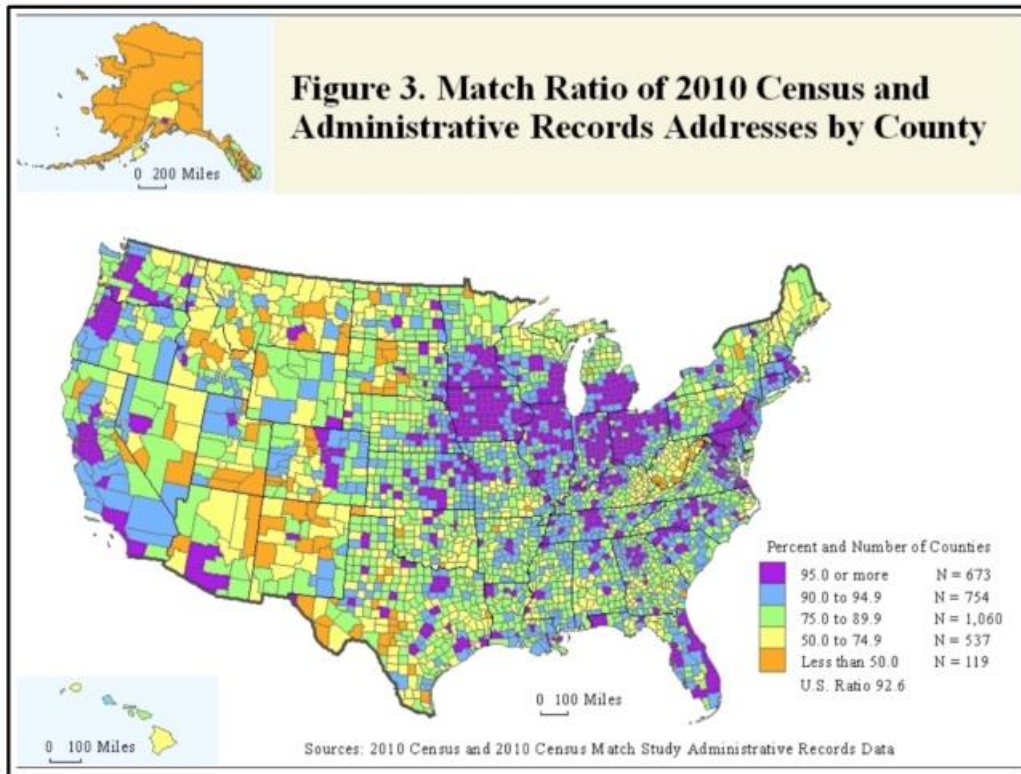 Figure 3. Match Ratio of 2010 Census and
Administrative Records Addresses by County
0 200 Miles
Percent and Number of Counties
95.0 or more N = 673
90.0 to 94.9 N = 754
75.0 to 89.9 N = 1,060
50.0 to 74.9 N = 537
Less than 50.0 N = 119
U.S. Ratio 92.6
0 100 Miles
0 100 Miles
Sources: 2010 Census and 2010 Census Match Study Administrative Records Data